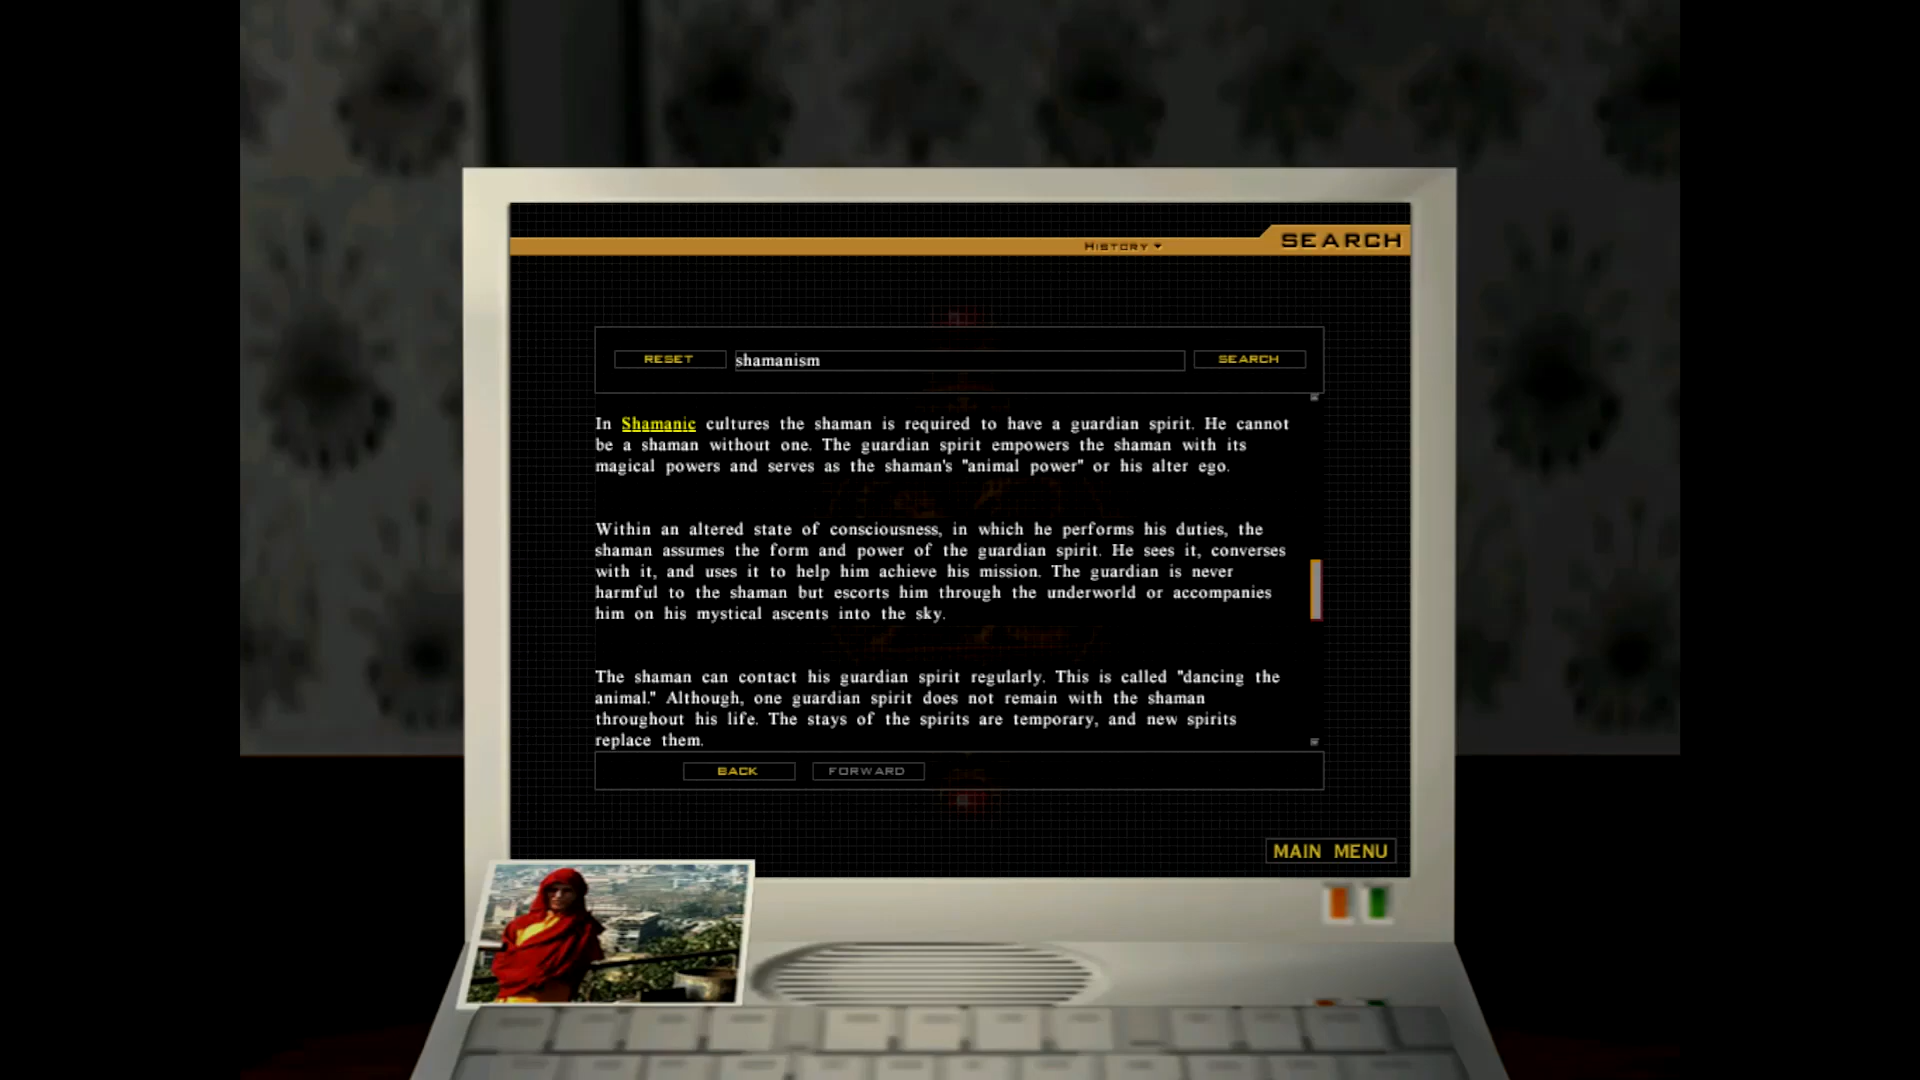 History
SEARCH
RESET
shamanism
SEARCH
In Shamanic cultures the shaman is required to have a guardian spirit. He cannot
be a shaman without one. The guardian spirit empowers the shaman with its
magical powers and serves as the shaman's "animal power" or his alter ego.
Within an altered state of consciousness, in which he performs his duties, the
shaman assumes the form and power of the guardian spirit. He sees it, converses
with it, and uses it to help him achieve his mission. The guardian is never
harmful to the shaman but escorts him through the underworld or accompanies
him on his mystical ascents into the sky.
The shaman can contact his guardian spirit regularly. This is called "dancing the
animal." Although, one guardian spirit does not remain with the shaman
throughout his life. The stays of the spirits are temporary, and new spirits
replace them.
BACK
FORWARD
MAIN MENU